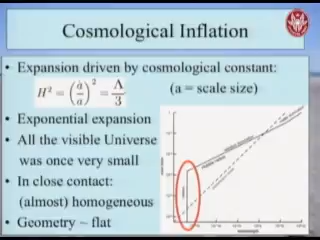 Cosmological Inflation
• Expansion driven by cosmological constant:
H² = (ȧ/a)² = Λ/3 (a = scale size)
• Exponential expansion
• All the visible Universe
was once very small
• In close contact:
(almost) homogeneous
• Geometry ~ flat